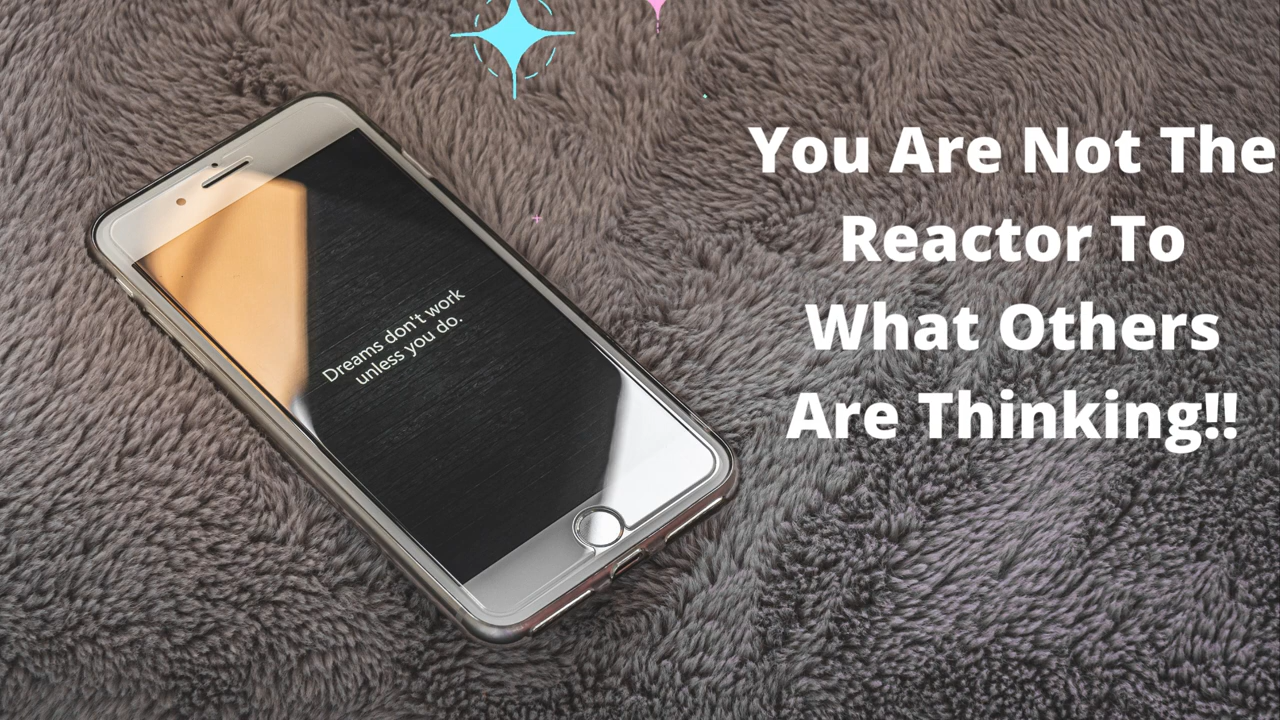 You Are Not The
Reactor To
What Others
Are Thinking!!
Dreams don't work
unless you do.